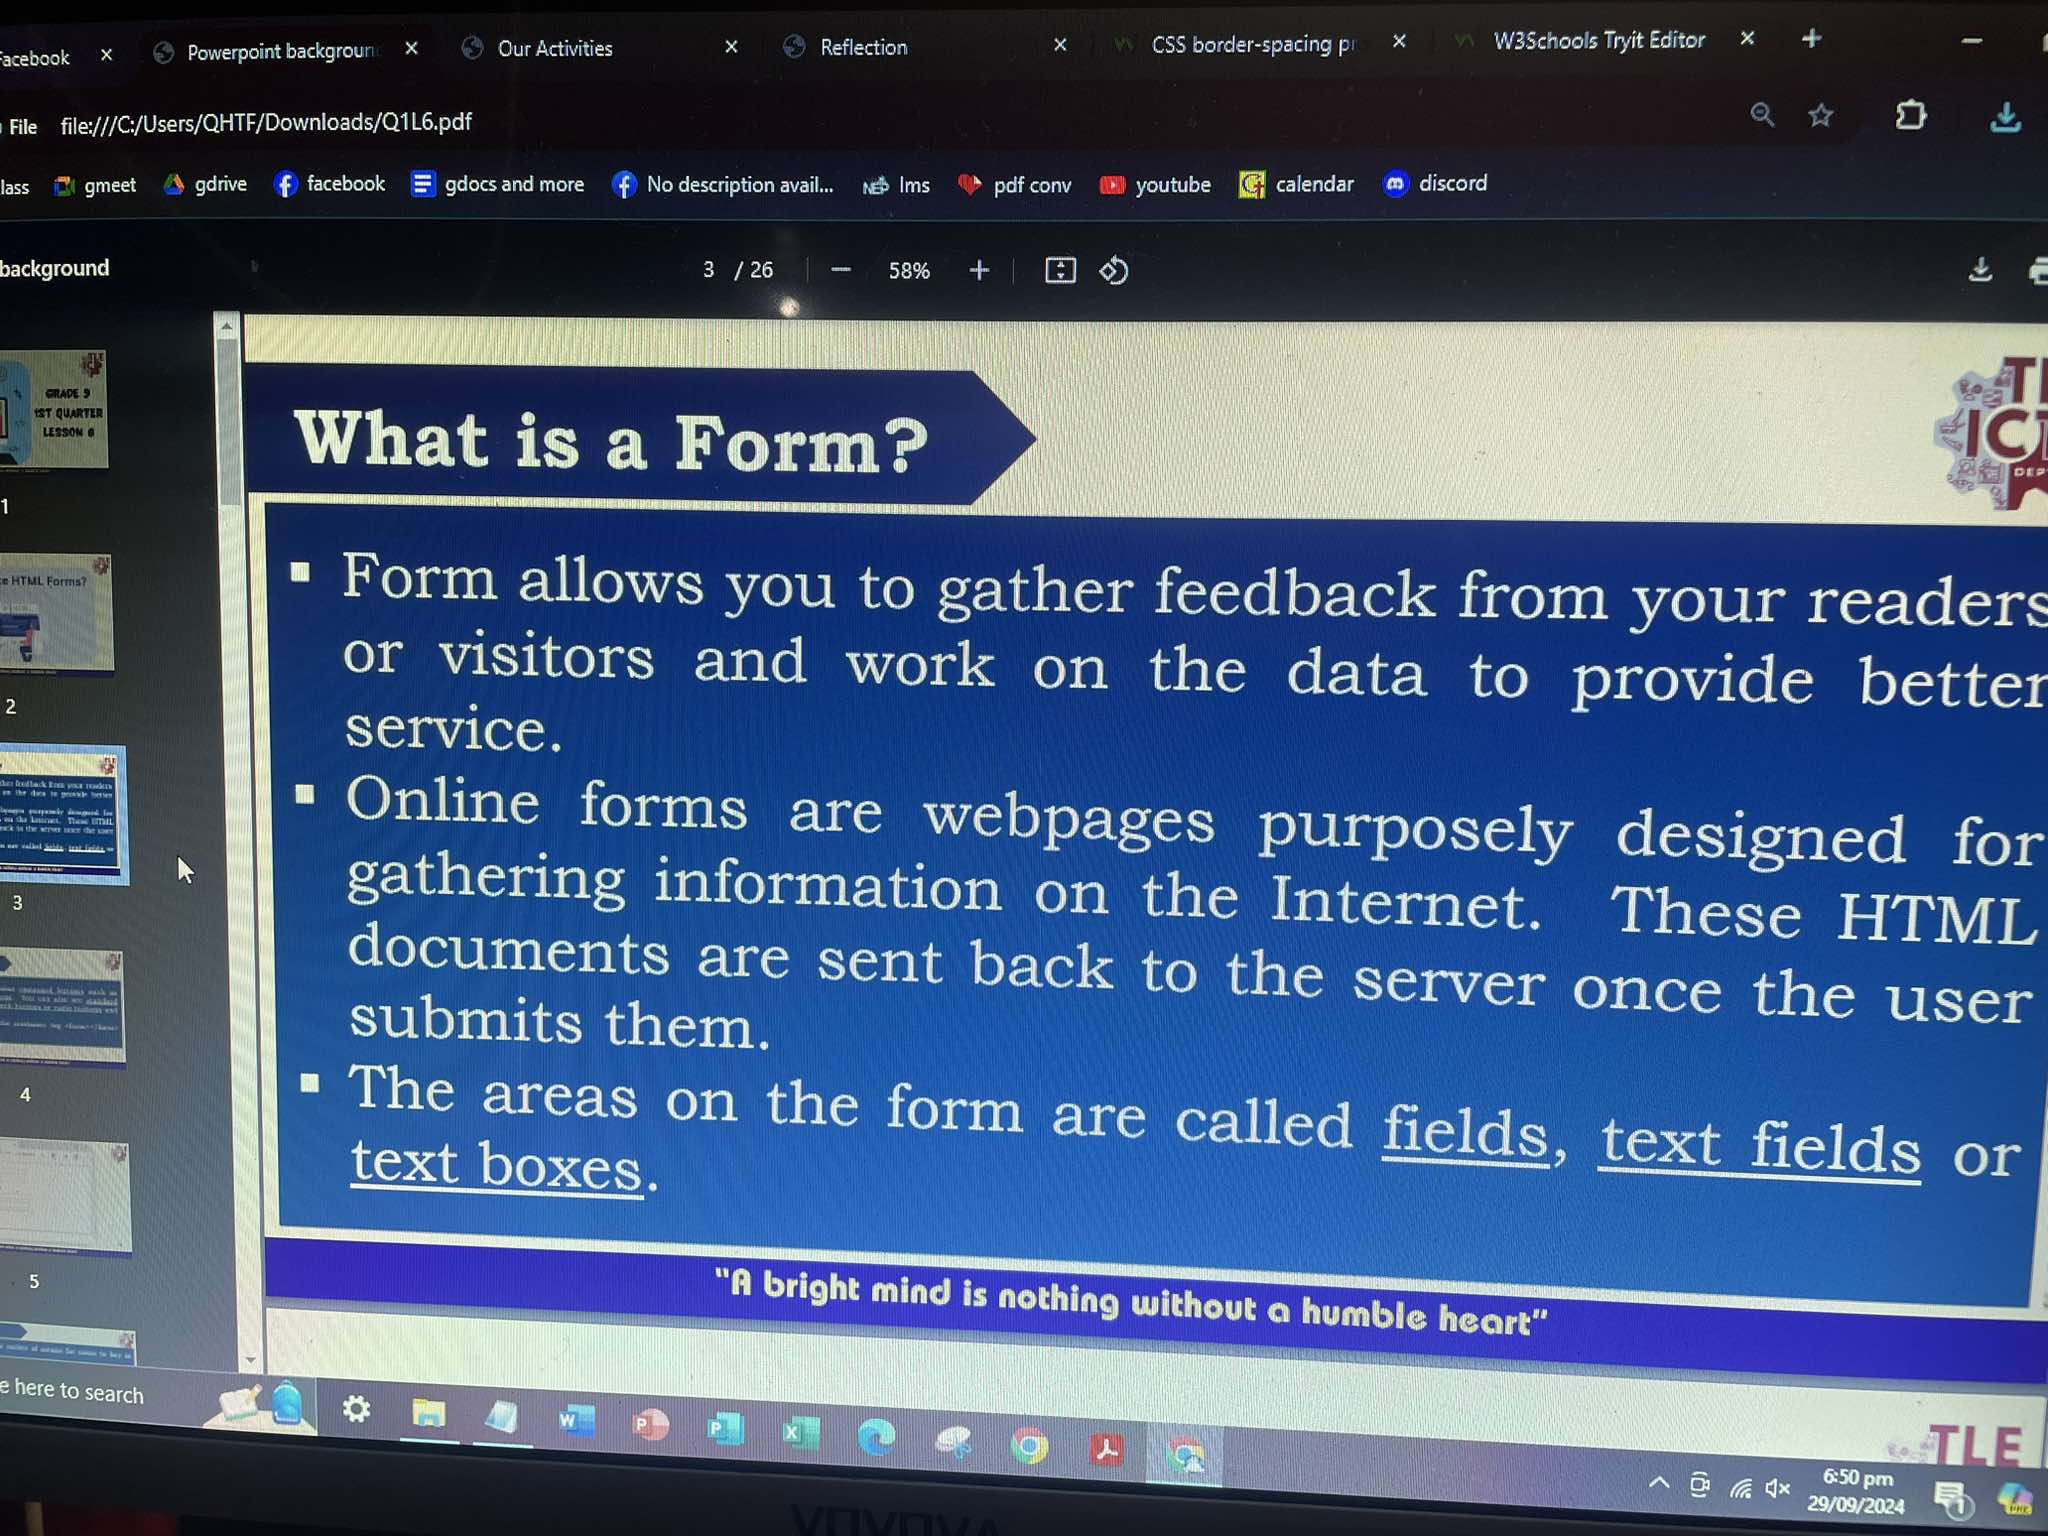 Facebook
Powerpoint backgroun
Our Activities
Reflection
CSS border-spacing pr
W3Schools Tryit Editor
File file:///C:/Users/QHTF/Downloads/Q1L6.pdf
lass gmeet gdrive facebook gdocs and more No description avail... lms pdf conv youtube calendar discord
background
3 / 26 58%
GRADE 9
1ST QUARTER
LESSON 6
1
e HTML Forms?
2
3
4
5
What is a Form?
▪ Form allows you to gather feedback from your readers
or visitors and work on the data to provide better
service.
▪ Online forms are webpages purposely designed for
gathering information on the Internet. These HTML
documents are sent back to the server once the user
submits them.
▪ The areas on the form are called fields, text fields or
text boxes.
"A bright mind is nothing without a humble heart"
TLE
e here to search
6:50 pm
29/09/2024